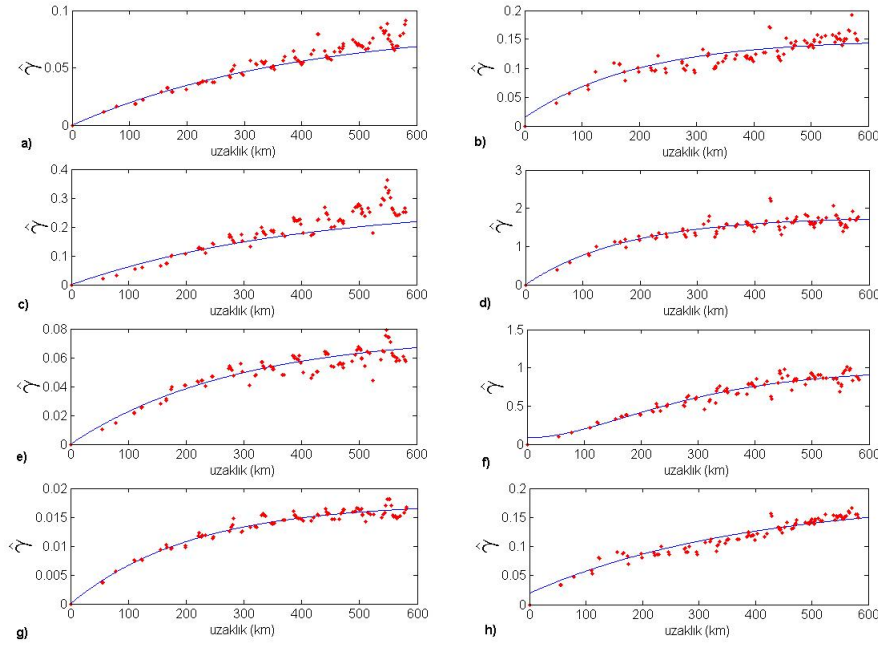 0.1
0.05
0
γ̂
0 100 200 300 400 500 600
uzaklık (km)
a)
0.2
0.15
0.1
0.05
0
γ̂
0 100 200 300 400 500 600
uzaklık (km)
b)
0.4
0.3
0.2
0.1
0
γ̂
0 100 200 300 400 500 600
uzaklık (km)
c)
3
2
1
0
γ̂
0 100 200 300 400 500 600
uzaklık (km)
d)
0.08
0.06
0.04
0.02
0
γ̂
0 100 200 300 400 500 600
uzaklık (km)
e)
1.5
1
0.5
0
γ̂
0 100 200 300 400 500 600
uzaklık (km)
f)
0.02
0.015
0.01
0.005
0
γ̂
0 100 200 300 400 500 600
uzaklık (km)
g)
0.2
0.15
0.1
0.05
0
γ̂
0 100 200 300 400 500 600
uzaklık (km)
h)